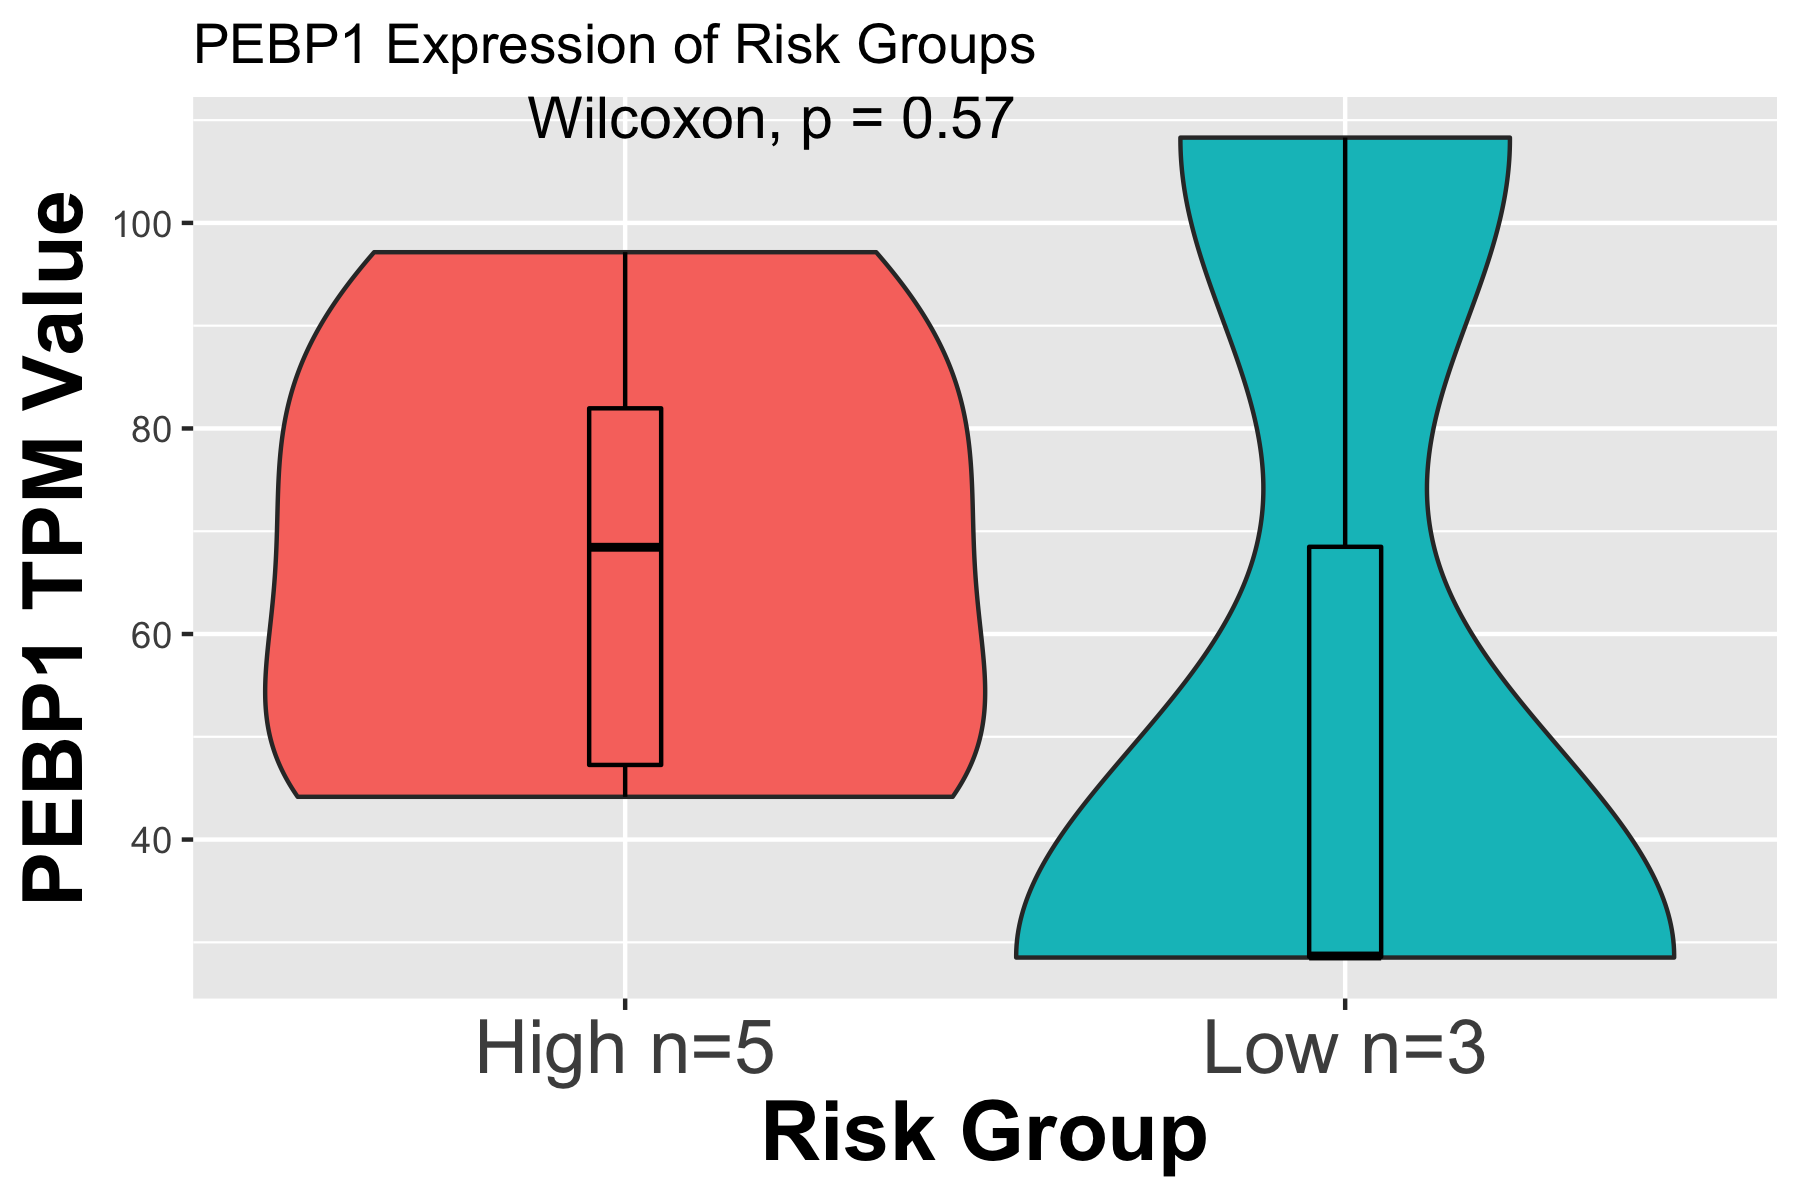 PEBP1 Expression of Risk Groups
Wilcoxon, p = 0.57
PEBP1 TPM Value
100
80
60
40
High n=5
Low n=3
Risk Group